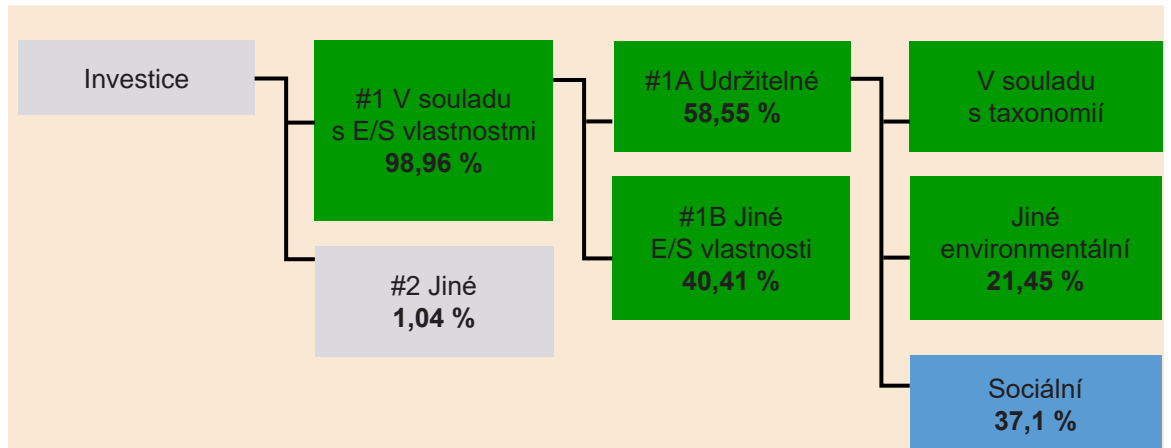 Investice
#1 V souladu
s E/S vlastnostmi
98,96 %
#2 Jiné
1,04 %
#1A Udržitelné
58,55 %
#1B Jiné
E/S vlastnosti
40,41 %
V souladu
s taxonomií
Jiné
environmentální
21,45 %
Sociální
37,1 %